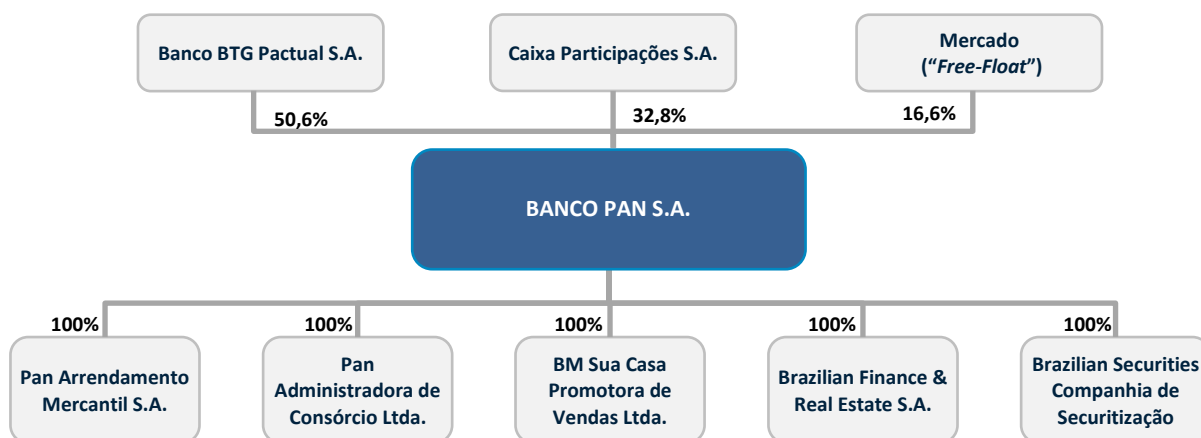 Banco BTG Pactual S.A.
Caixa Participações S.A.
Mercado
(“Free-Float”)
50,6%
32,8%
16,6%
BANCO PAN S.A.
100%
100%
100%
100%
100%
Pan Arrendamento
Mercantil S.A.
Pan
Administradora de
Consórcio Ltda.
BM Sua Casa
Promotora de
Vendas Ltda.
Brazilian Finance &
Real Estate S.A.
Brazilian Securities
Companhia de
Securitização